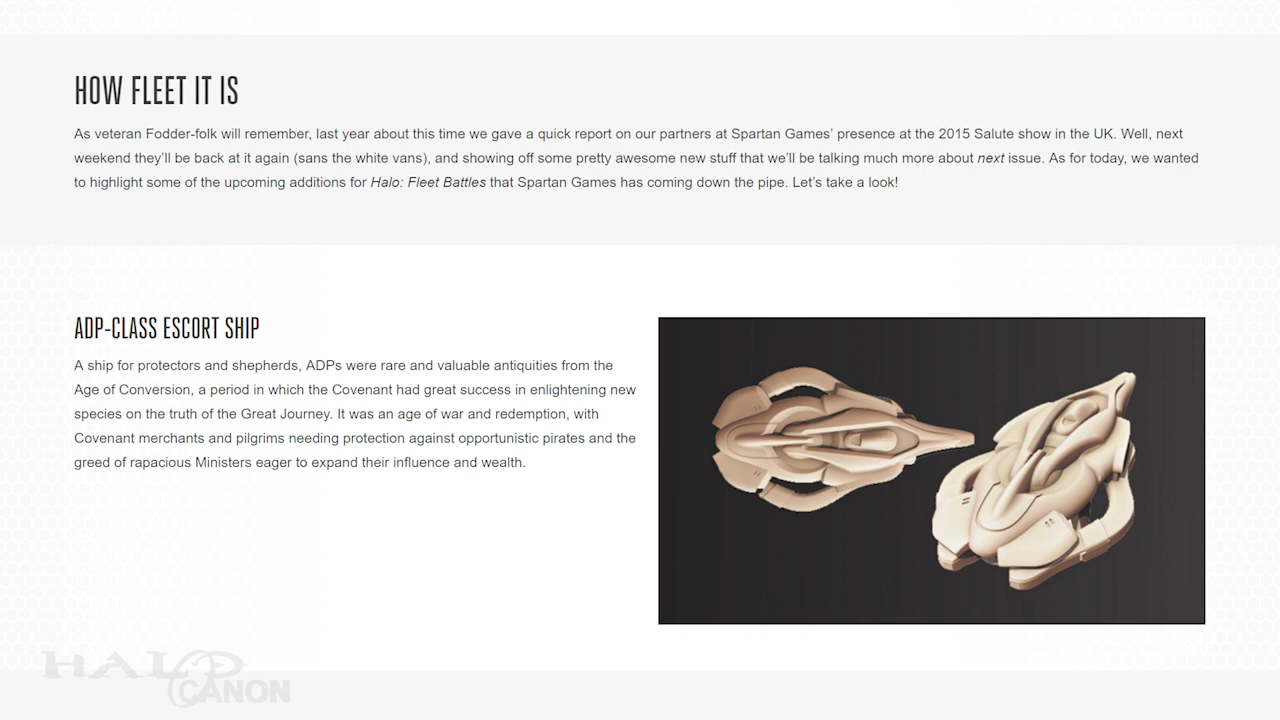 HOW FLEET IT IS
As veteran Fodder-folk will remember, last year about this time we gave a quick report on our partners at Spartan Games’ presence at the 2015 Salute show in the UK. Well, next
weekend they’ll be back at it again (sans the white vans), and showing off some pretty awesome new stuff that we’ll be talking much more about next issue. As for today, we wanted
to highlight some of the upcoming additions for Halo: Fleet Battles that Spartan Games has coming down the pipe. Let’s take a look!
ADP-CLASS ESCORT SHIP
A ship for protectors and shepherds, ADPs were rare and valuable antiquities from the
Age of Conversion, a period in which the Covenant had great success in enlightening new
species on the truth of the Great Journey. It was an age of war and redemption, with
Covenant merchants and pilgrims needing protection against opportunistic pirates and the
greed of rapacious Ministers eager to expand their influence and wealth.
HALO
CANON